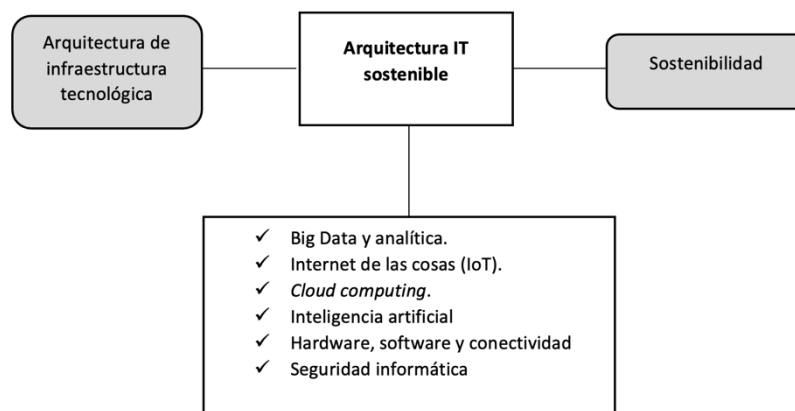 Arquitectura de
infraestructura
tecnológica
Arquitectura IT
sostenible
Sostenibilidad
✓ Big Data y analítica.
✓ Internet de las cosas (IoT).
✓ Cloud computing.
✓ Inteligencia artificial
✓ Hardware, software y conectividad
✓ Seguridad informática